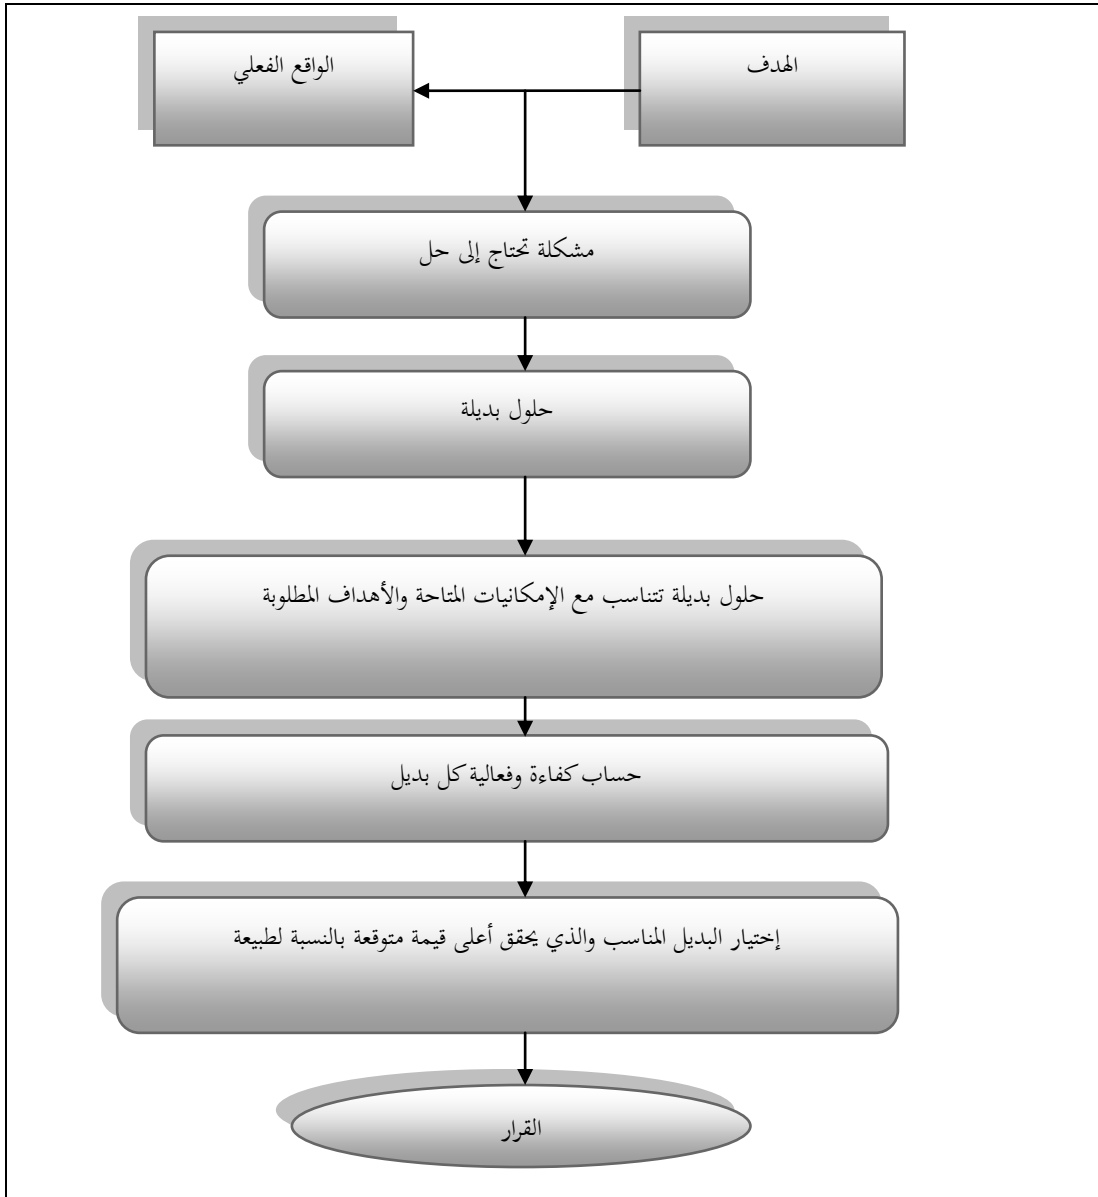 الهدف
الواقع الفعلي
مشكلة تحتاج إلى حل
حلول بديلة
حلول بديلة تتناسب مع الإمكانيات المتاحة والأهداف المطلوبة
حساب كفاءة وفعالية كل بديل
إختيار البديل المناسب والذي يحقق أعلى قيمة متوقعة بالنسبة لطبيعة
القرار